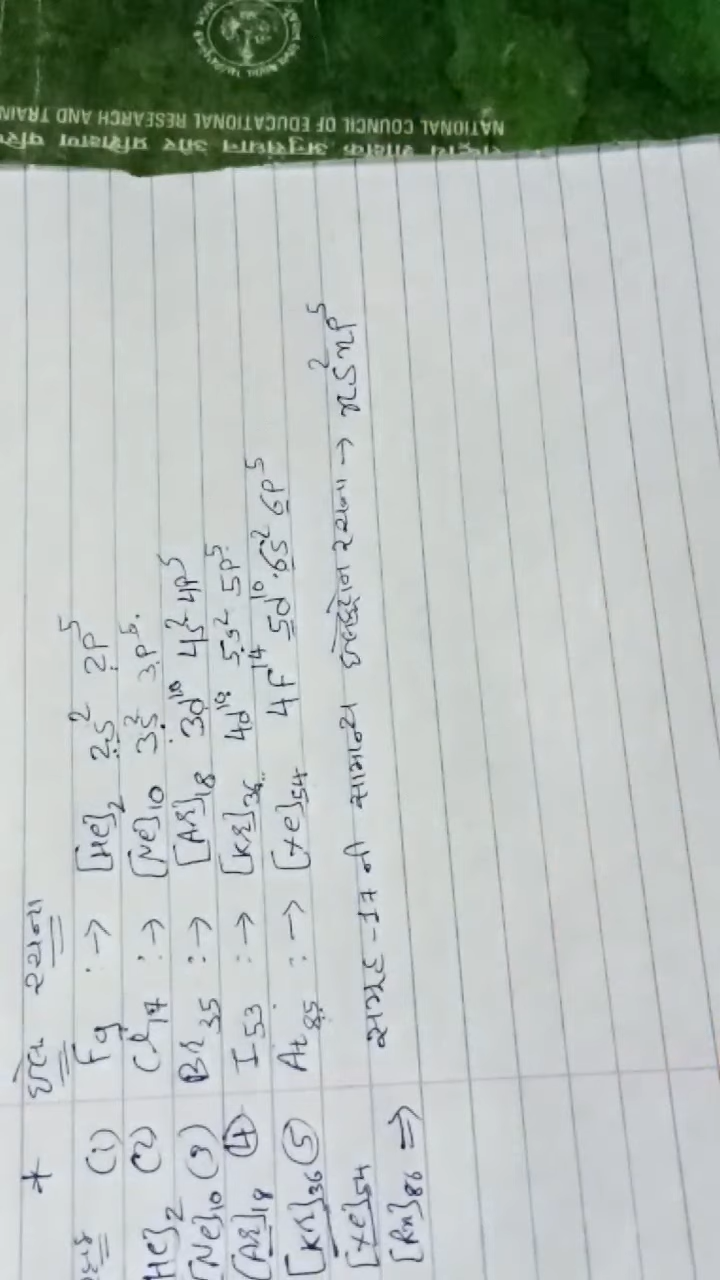 NATIONAL COUNCIL OF EDUCATIONAL RESEARCH AND TRAIN
* ઇલે રચના
(1) F9 :→ [He]2 2s² 2p⁵
(2) Cl17 :→ [Ne]10 3s² 3p⁵.
(3) Br35 :→ [Ar]18 3d¹⁰ 4s² 4p⁵
(4) I53 :→ [Kr]36 4d¹⁰ 5s² 5p⁵
(5) At85 :→ [Xe]54 4f¹⁴ 5d¹⁰ 6s² 6p⁵
સમૂહ-17 ની સામાન્ય ઇલેક્ટ્રોન રચના → ns² np⁵
He]2
[Ne]10
[Ar]18
[Kr]36
[Xe]54
[Rn]86 ⇒